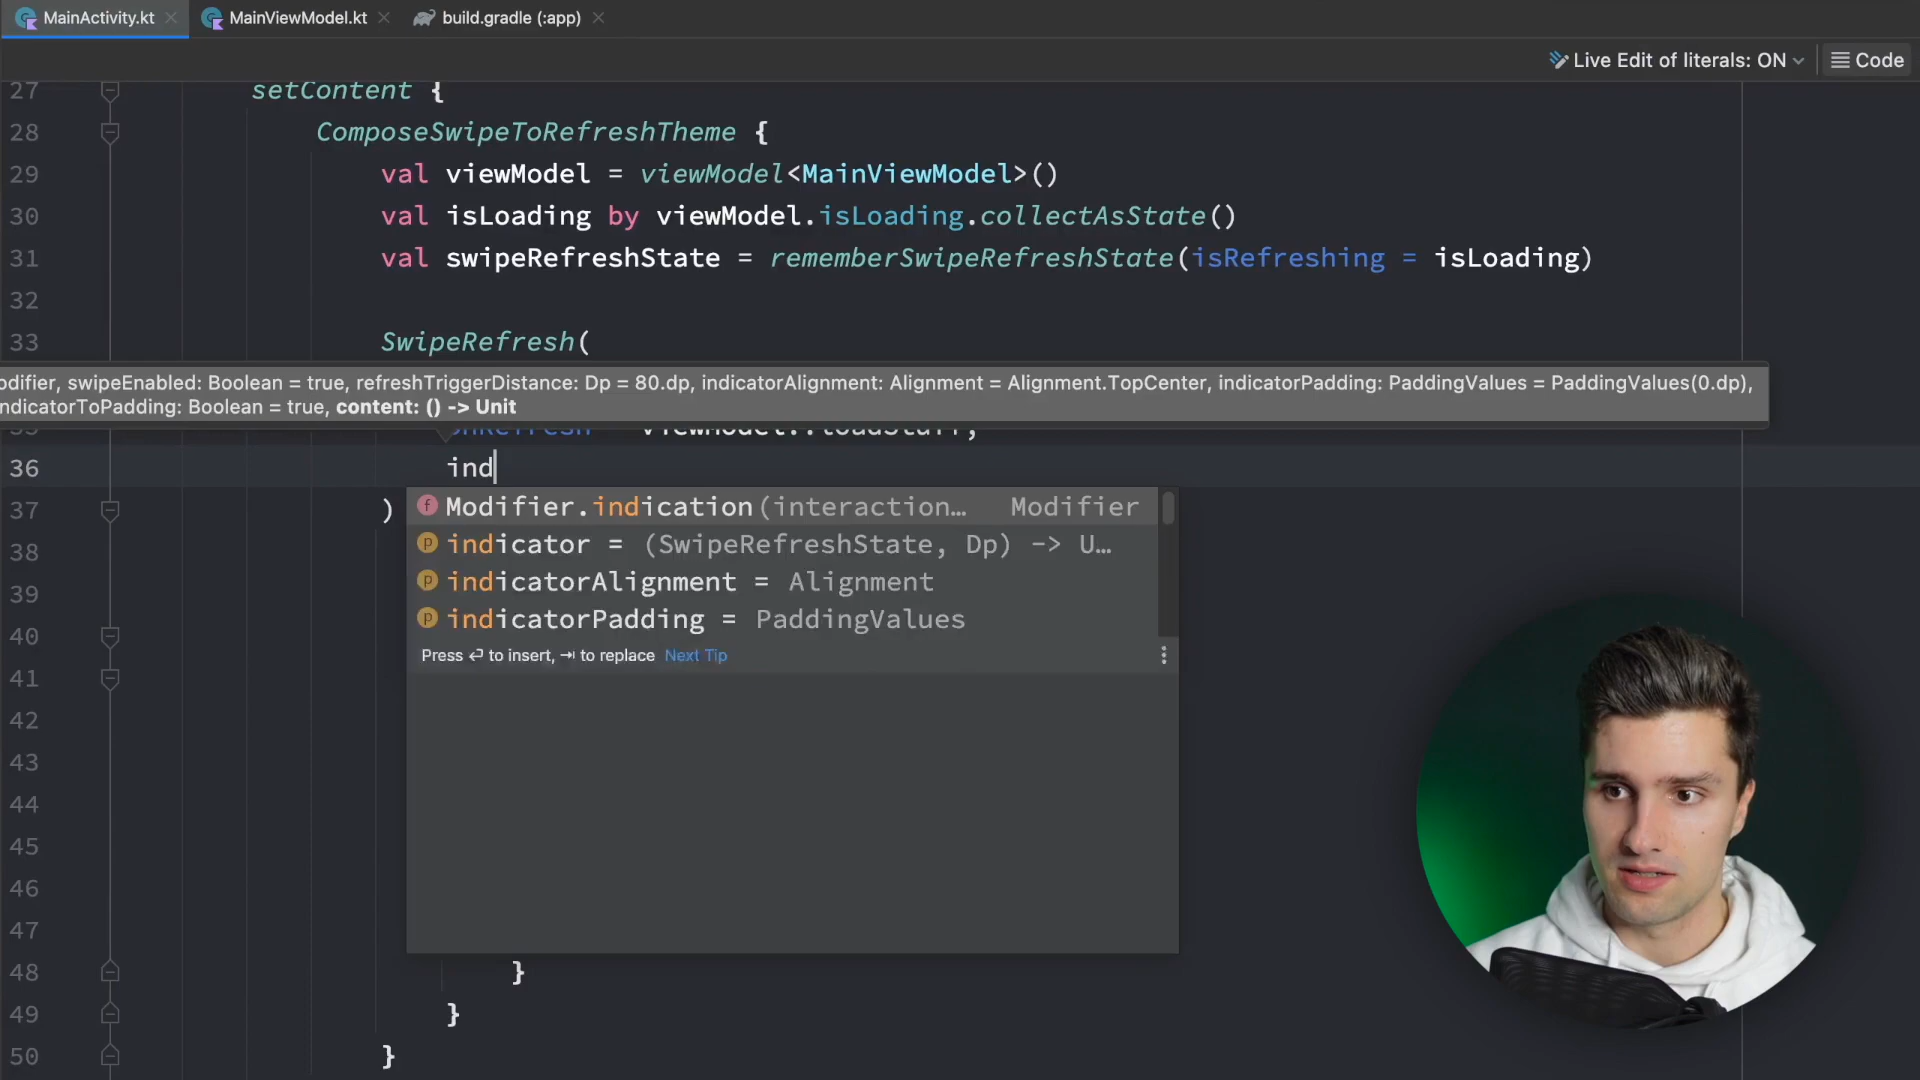 MainActivity.kt
MainViewModel.kt
build.gradle (:app)
Live Edit of literals: ON
Code
27 setContent {
28 ComposeSwipeToRefreshTheme {
29 val viewModel = viewModel<MainViewModel>()
30 val isLoading by viewModel.isLoading.collectAsState()
31 val swipeRefreshState = rememberSwipeRefreshState(isRefreshing = isLoading)
32
33 SwipeRefresh(
odifier, swipeEnabled: Boolean = true, refreshTriggerDistance: Dp = 80.dp, indicatorAlignment: Alignment = Alignment.TopCenter, indicatorPadding: PaddingValues = PaddingValues(0.dp),
ndicatorToPadding: Boolean = true, content: () -> Unit
35 onRefresh = viewModel::loadStuff,
36 ind
37 )
Modifier.indication(interaction… Modifier
indicator = (SwipeRefreshState, Dp) -> U…
indicatorAlignment = Alignment
indicatorPadding = PaddingValues
Press ↵ to insert, ⇥ to replace Next Tip
38
39
40
41
42
43
44
45
46
47
48 }
49 }
50 }